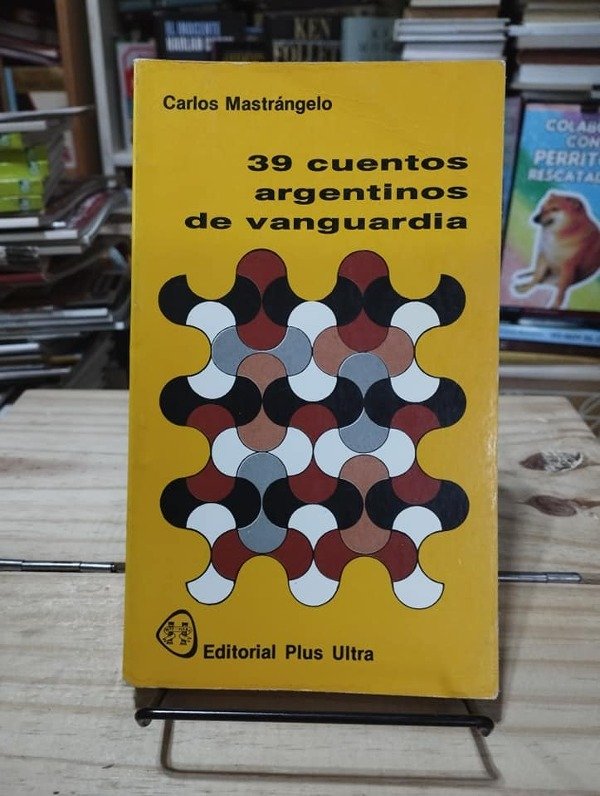 Carlos Mastrángelo
39 cuentos
argentinos
de vanguardia
Editorial Plus Ultra
KEN
FOLLETT
COLABO
CON
PERRITO
RESCATAD